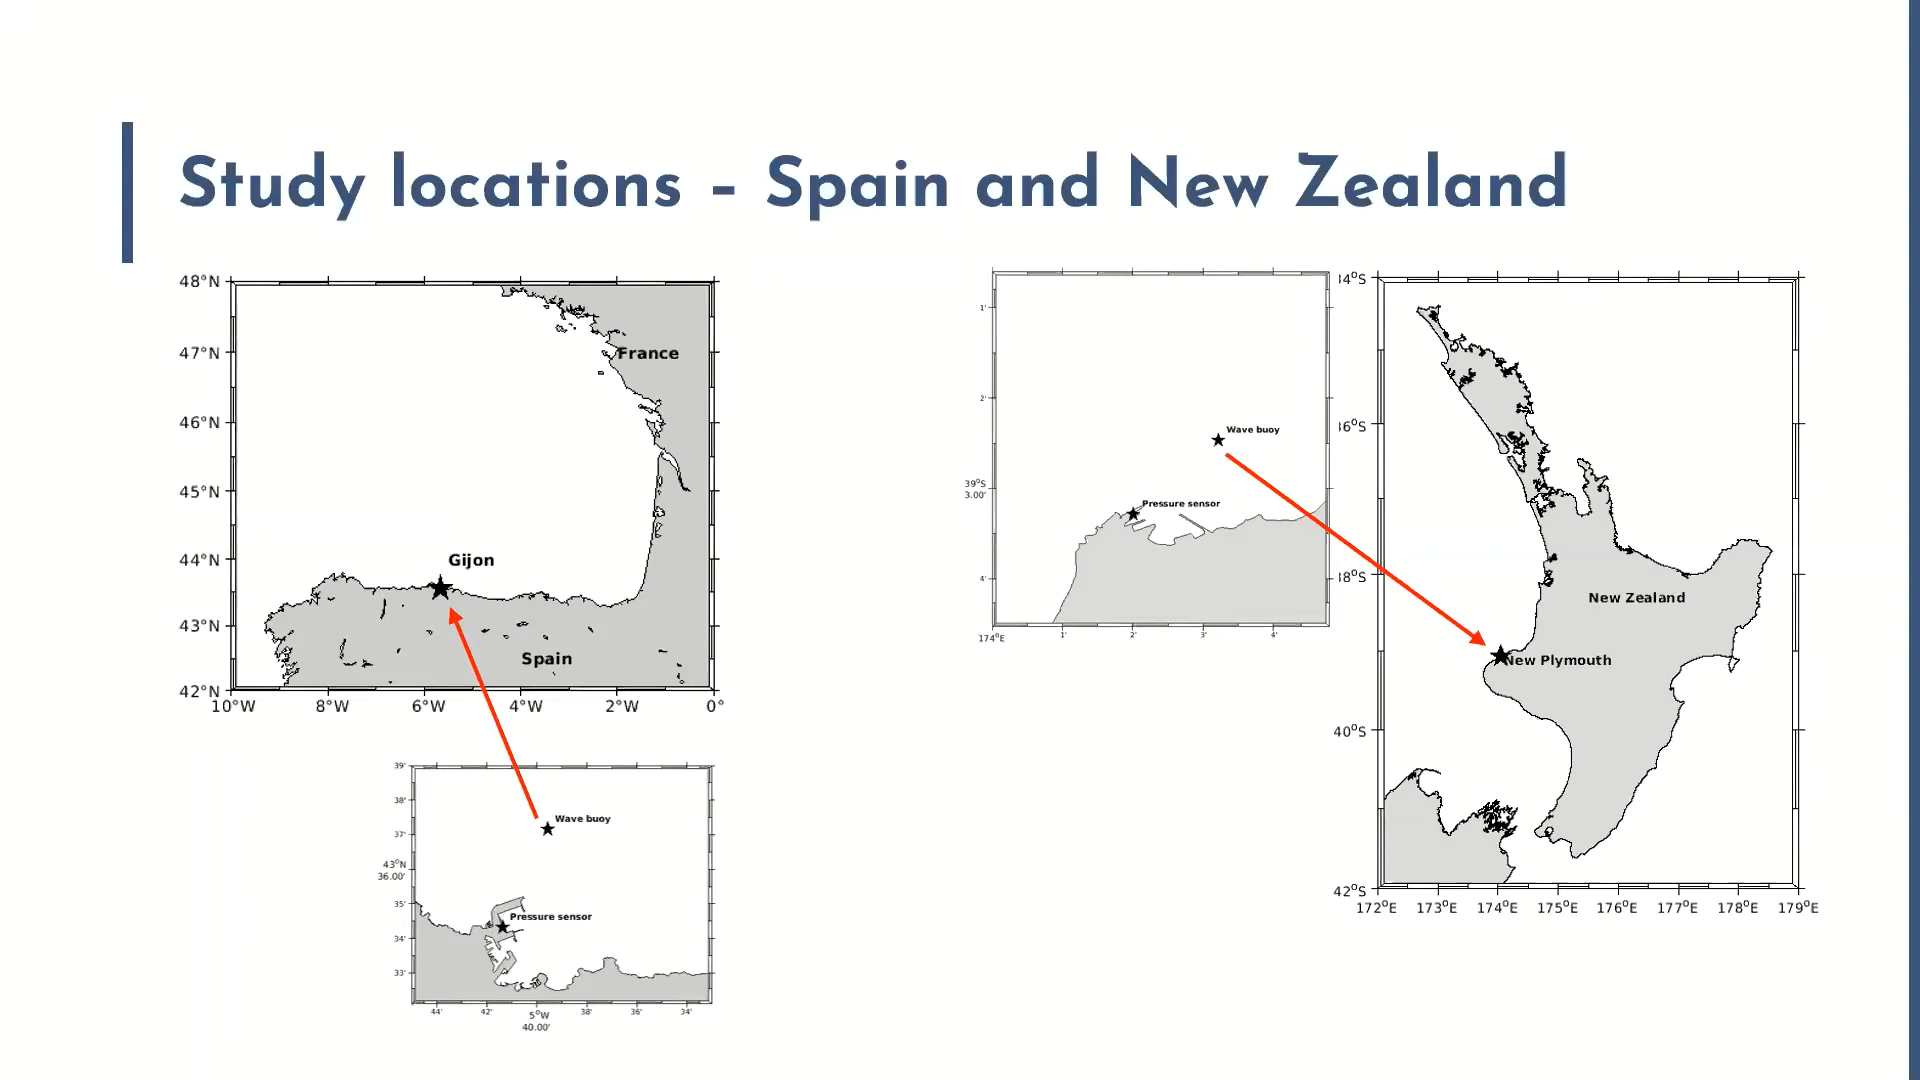 Study locations – Spain and New Zealand
48°N
47°N
46°N
45°N
44°N
43°N
42°N
10°W 8°W 6°W 4°W 2°W 0°
France
Gijon
Spain
39'
38'
37'
43°N
36.00'
35'
34'
33'
44' 42' 5°W 38' 36' 34'
40.00'
Wave buoy
Pressure sensor
1'
2'
39°S
3.00'
4'
174°E 1' 2' 3' 4'
Wave buoy
Pressure sensor
34°S
36°S
38°S
40°S
42°S
172°E 173°E 174°E 175°E 176°E 177°E 178°E 179°E
New Zealand
New Plymouth